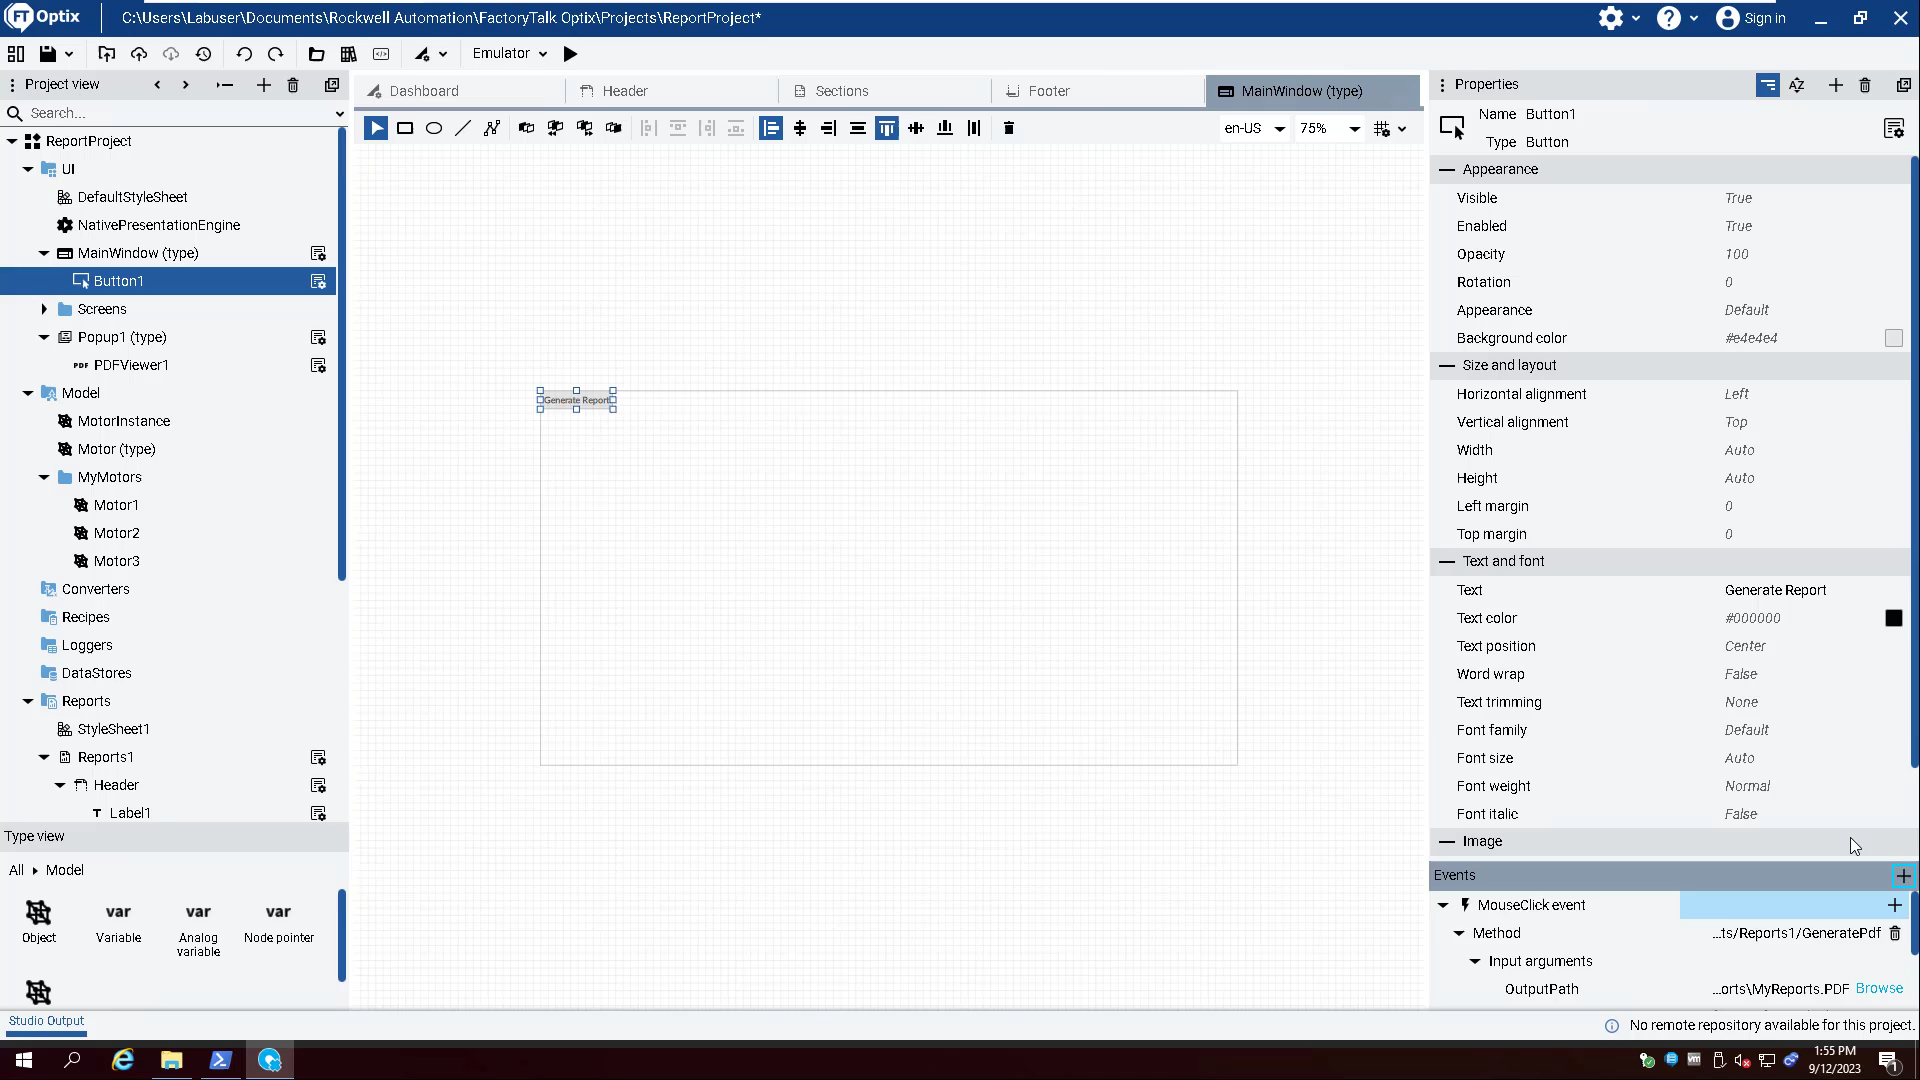 FT Optix
C:\Users\Labuser\Documents\Rockwell Automation\FactoryTalk Optix\Projects\ReportProject*
Sign in
Emulator
Project view
Search...
ReportProject
UI
DefaultStyleSheet
NativePresentationEngine
MainWindow (type)
Button1
Screens
Popup1 (type)
PDF PDFViewer1
Model
MotorInstance
Motor (type)
MyMotors
Motor1
Motor2
Motor3
Converters
Recipes
Loggers
DataStores
Reports
StyleSheet1
Reports1
Header
T Label1
Type view
All Model
Object
var Variable
var Analog variable
var Node pointer
Studio Output
Dashboard
Header
Sections
Footer
MainWindow (type)
en-US
75%
Generate Report
Properties
Name Button1
Type Button
Appearance
Visible True
Enabled True
Opacity 100
Rotation 0
Appearance Default
Background color #e4e4e4
Size and layout
Horizontal alignment Left
Vertical alignment Top
Width Auto
Height Auto
Left margin 0
Top margin 0
Text and font
Text Generate Report
Text color #000000
Text position Center
Word wrap False
Text trimming None
Font family Default
Font size Auto
Font weight Normal
Font italic False
Image
Events
MouseClick event
Method ...ts/Reports1/GeneratePdf
Input arguments
OutputPath ...orts\MyReports.PDF Browse
No remote repository available for this project.
1:55 PM
9/12/2023
1